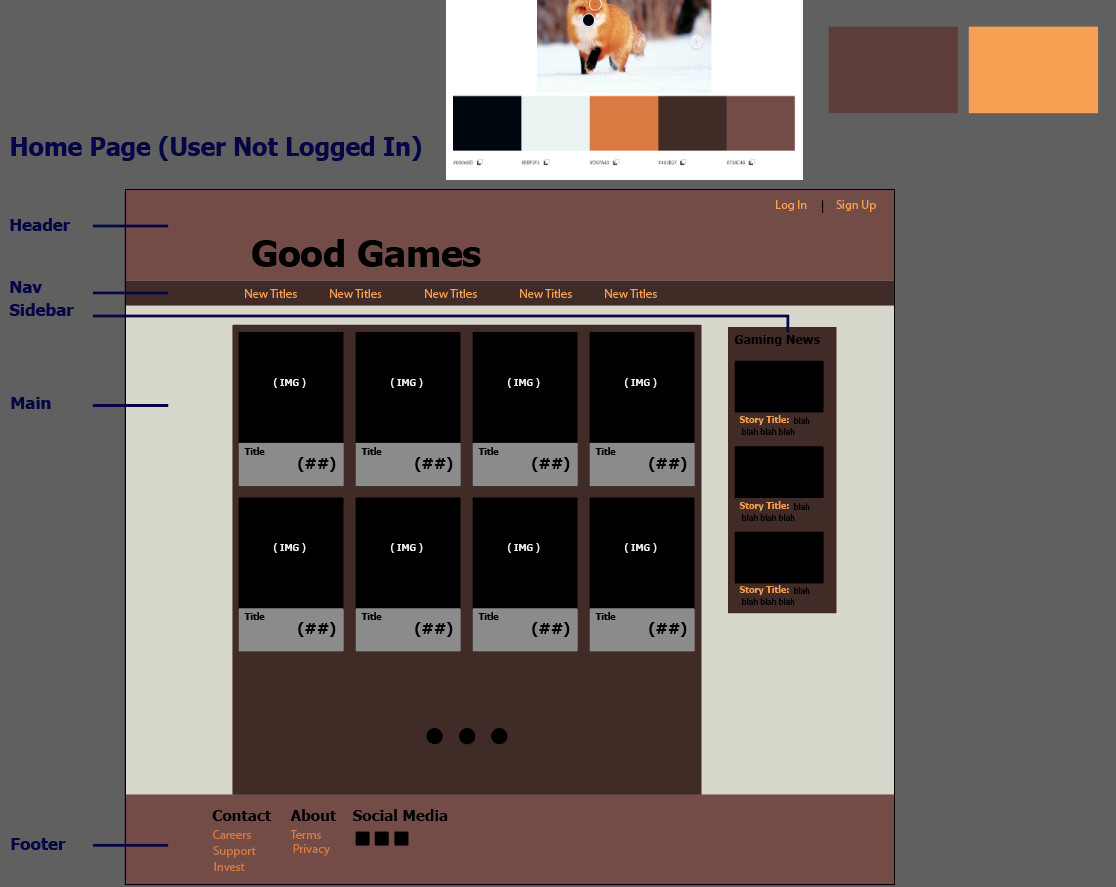 #EBF2F2
#D97B43
#402B27
#734C48
Home Page (User Not Logged In)
Log In | Sign Up
Header
Good Games
Nav
New Titles New Titles New Titles New Titles New Titles
Sidebar
Gaming News
(IMG) (IMG) (IMG) (IMG)
Main
Story Title: blah
blah blah blah
Title Title Title Title
(##) (##) (##) (##)
Story Title: blah
blah blah blah
(IMG) (IMG) (IMG) (IMG)
Story Title: blah
blah blah blah
Title Title Title Title
(##) (##) (##) (##)
Contact About Social Media
Careers Terms
Footer
Support Privacy
Invest